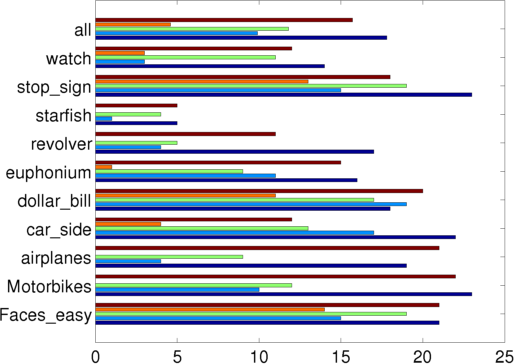 all
watch
stop_sign
starfish
revolver
euphonium
dollar_bill
car_side
airplanes
Motorbikes
Faces_easy
0 5 10 15 20 25